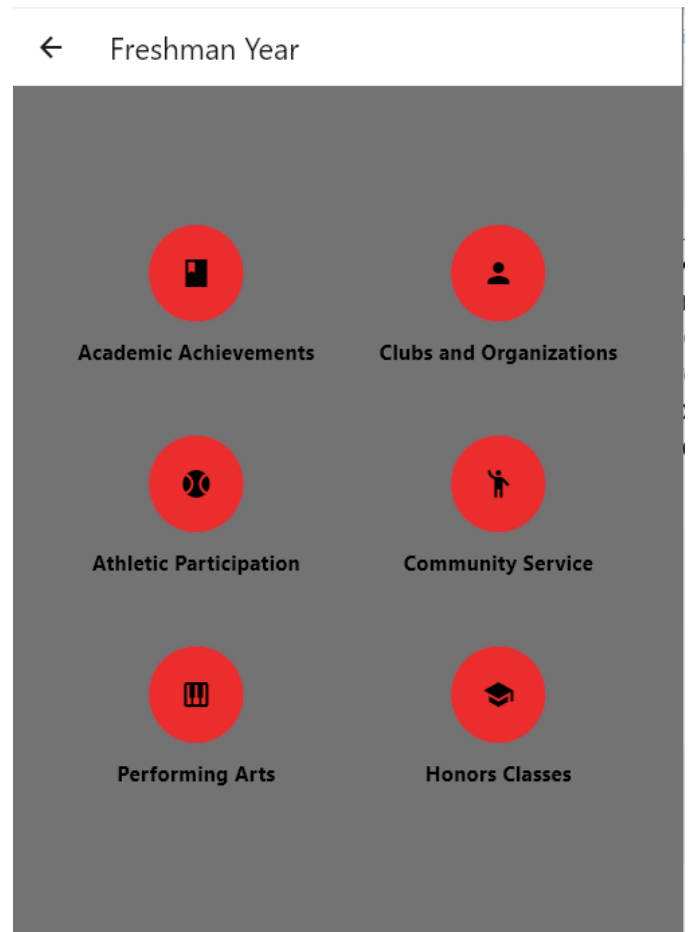 Freshman Year
Academic Achievements
Clubs and Organizations
Athletic Participation
Community Service
Performing Arts
Honors Classes